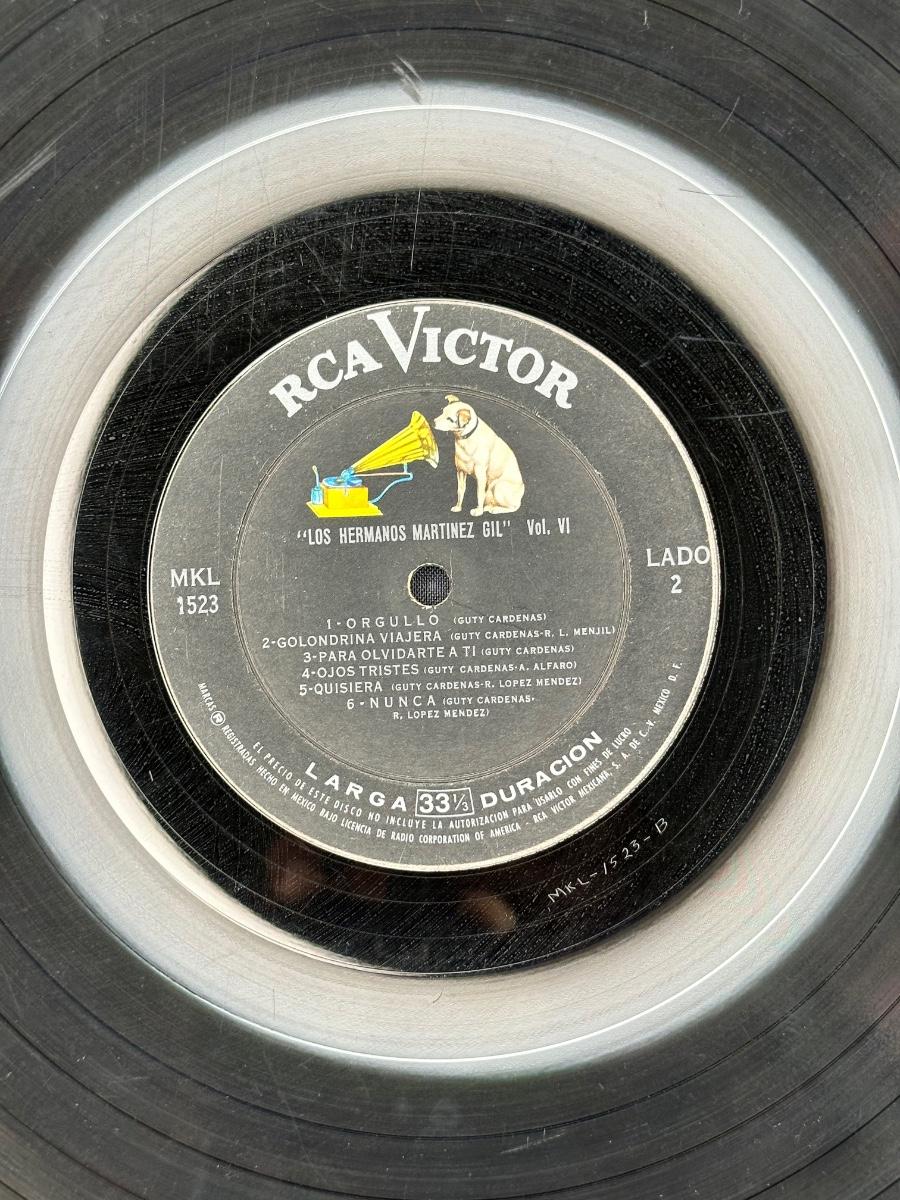 RCA VICTOR
"LOS HERMANOS MARTINEZ GIL" Vol. VI
MKL
1523
LADO
2
1-ORGULLO (GUTY CARDENAS)
2-GOLONDRINA VIAJERA (GUTY CARDENAS-R. L. MENJIL)
3-PARA OLVIDARTE A TI (GUTY CARDENAS)
4-OJOS TRISTES (GUTY CARDENAS-A. ALFARO)
5-QUISIERA (GUTY CARDENAS-R. LOPEZ MENDEZ)
6-NUNCA (GUTY CARDENAS-
R, LOPEZ MENDEZ)
LARGA 33 1/3 DURACION
EL PRECIO DE ESTE DISCO NO INCLUYE LA AUTORIZACION PARA USARLO CON FINES DE LUCRO
MARCAS ® REGISTRADAS HECHO EN MEXICO BAJO LICENCIA DE RADIO CORPORATION OF AMERICA - RCA VICTOR MEXICANA, S. A. DE C. V. MEXICO D. F.
MKL-1523-B